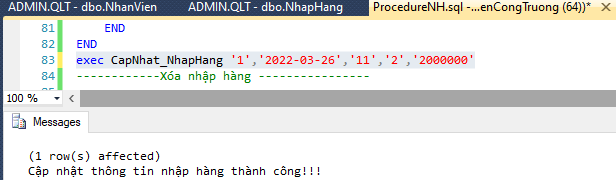 ADMIN.QLT - dbo.NhanVien ADMIN.QLT - dbo.NhapHang ProcedureNH.sql -...enCongTruong (64))*
81 END
82 END
83 exec CapNhat_NhapHang '1','2022-03-26','11','2','2000000'
84 ------------Xóa nhập hàng ----------------
100 %
Messages
(1 row(s) affected)
Cập nhật thông tin nhập hàng thành công!!!